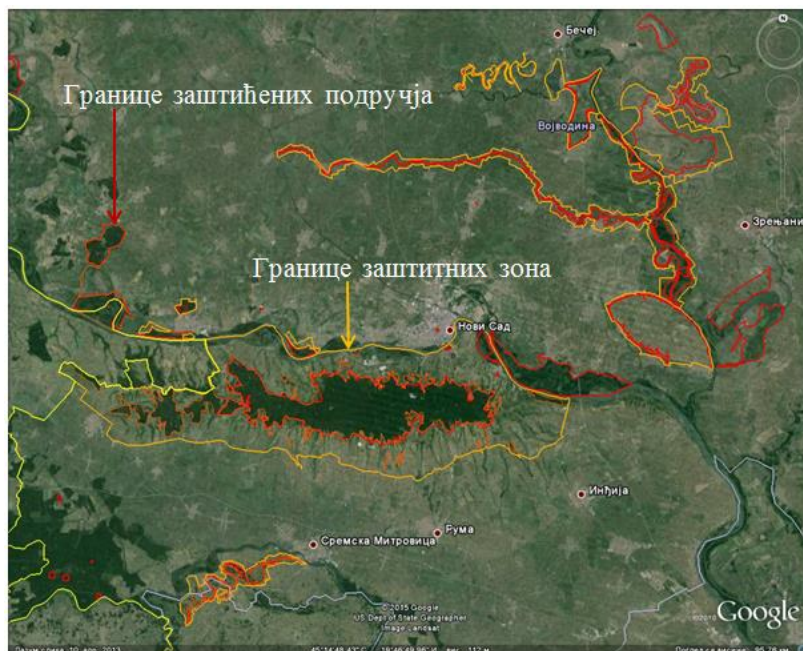 Бечеј
Границе заштићених подручја
Војводина
Зрењани
Границе заштитних зона
Нови Сад
Инђија
Рума
Сремска Митровица
© 2015 Google
US Dept of State Geographer
Image Landsat
©2010 Google